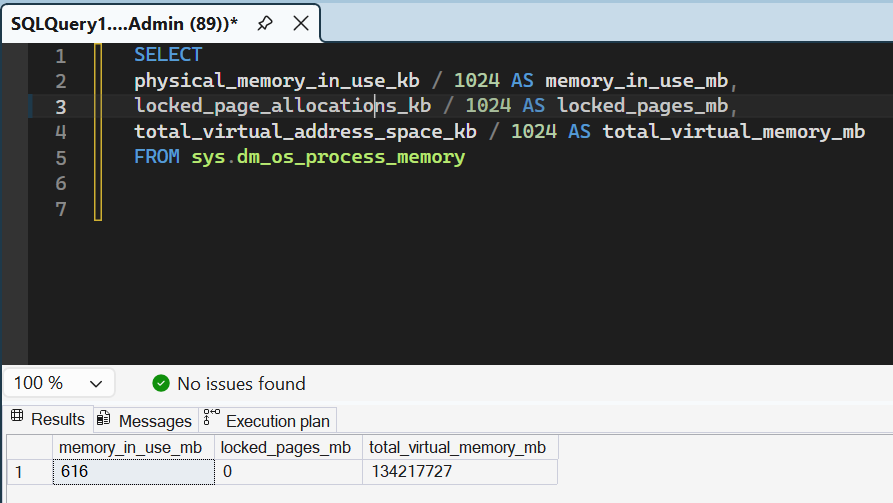 SQLQuery1....Admin (89))*
1 SELECT
2 physical_memory_in_use_kb / 1024 AS memory_in_use_mb,
3 locked_page_allocations_kb / 1024 AS locked_pages_mb,
4 total_virtual_address_space_kb / 1024 AS total_virtual_memory_mb
5 FROM sys.dm_os_process_memory
6
7
100 % No issues found
Results Messages Execution plan
memory_in_use_mb locked_pages_mb total_virtual_memory_mb
1 616 0 134217727